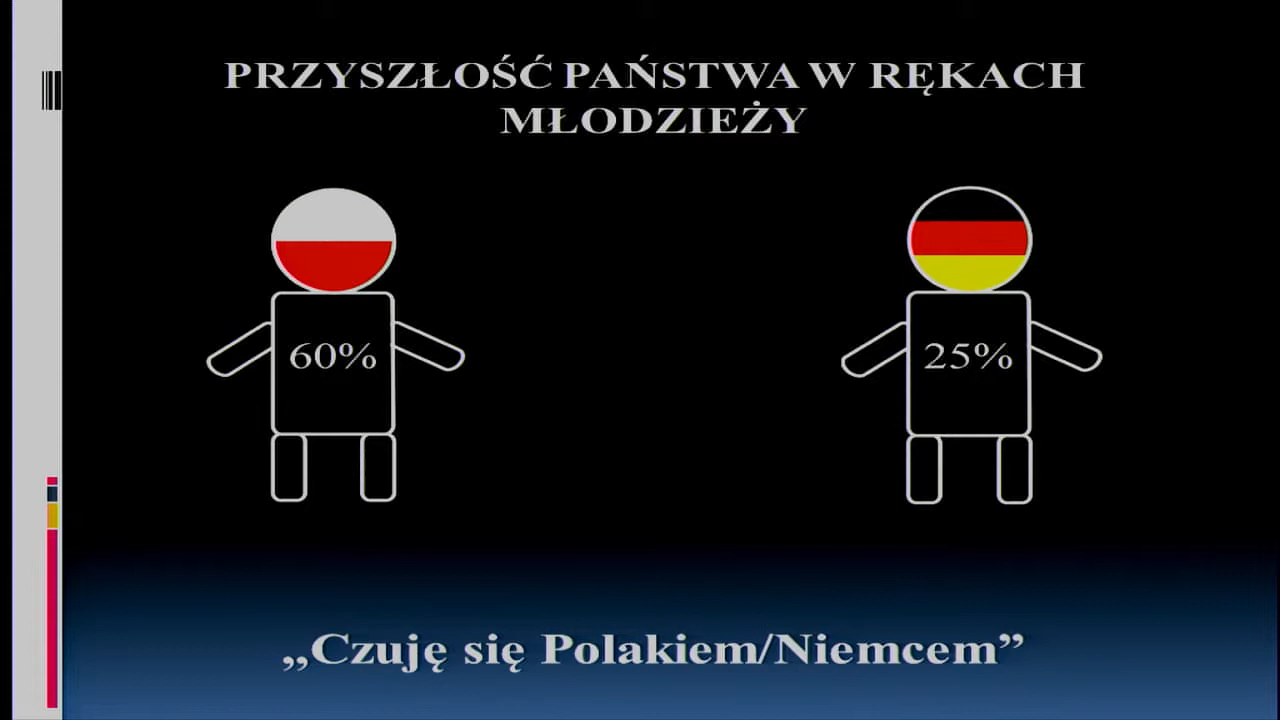 PRZYSZŁOŚĆ PAŃSTWA W RĘKACH
MŁODZIEŻY
60%
25%
„Czuję się Polakiem/Niemcem”